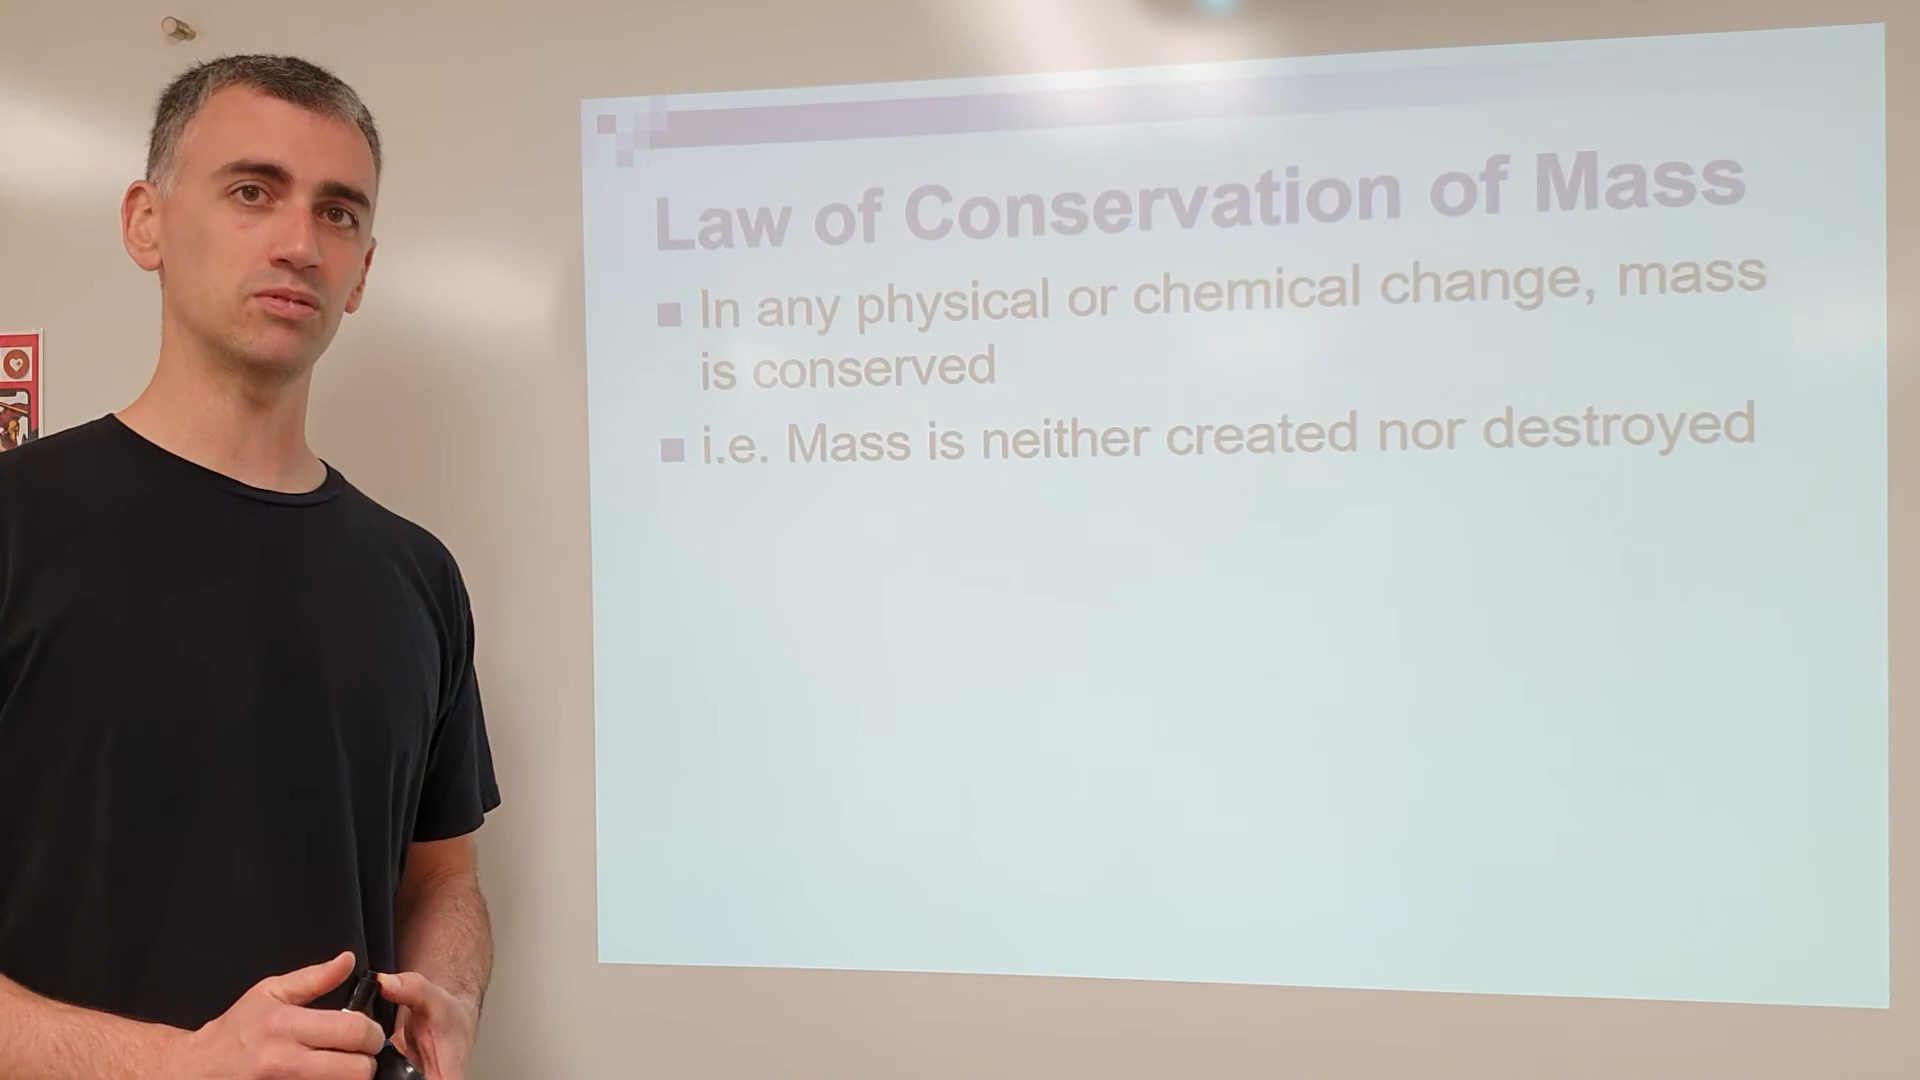 Law of Conservation of Mass
In any physical or chemical change, mass
is conserved
i.e. Mass is neither created nor destroyed